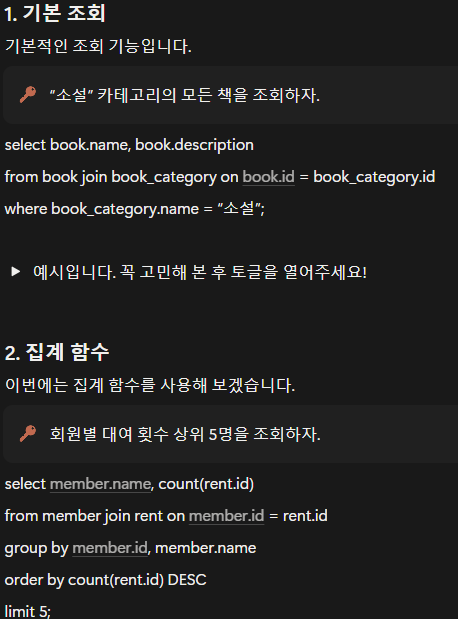 1. 기본 조회
기본적인 조회 기능입니다.
“소설” 카테고리의 모든 책을 조회하자.
select book.name, book.description
from book join book_category on book.id = book_category.id
where book_category.name = “소설”;
예시입니다. 꼭 고민해 본 후 토글을 열어주세요!
2. 집계 함수
이번에는 집계 함수를 사용해 보겠습니다.
회원별 대여 횟수 상위 5명을 조회하자.
select member.name, count(rent.id)
from member join rent on member.id = rent.id
group by member.id, member.name
order by count(rent.id) DESC
limit 5;